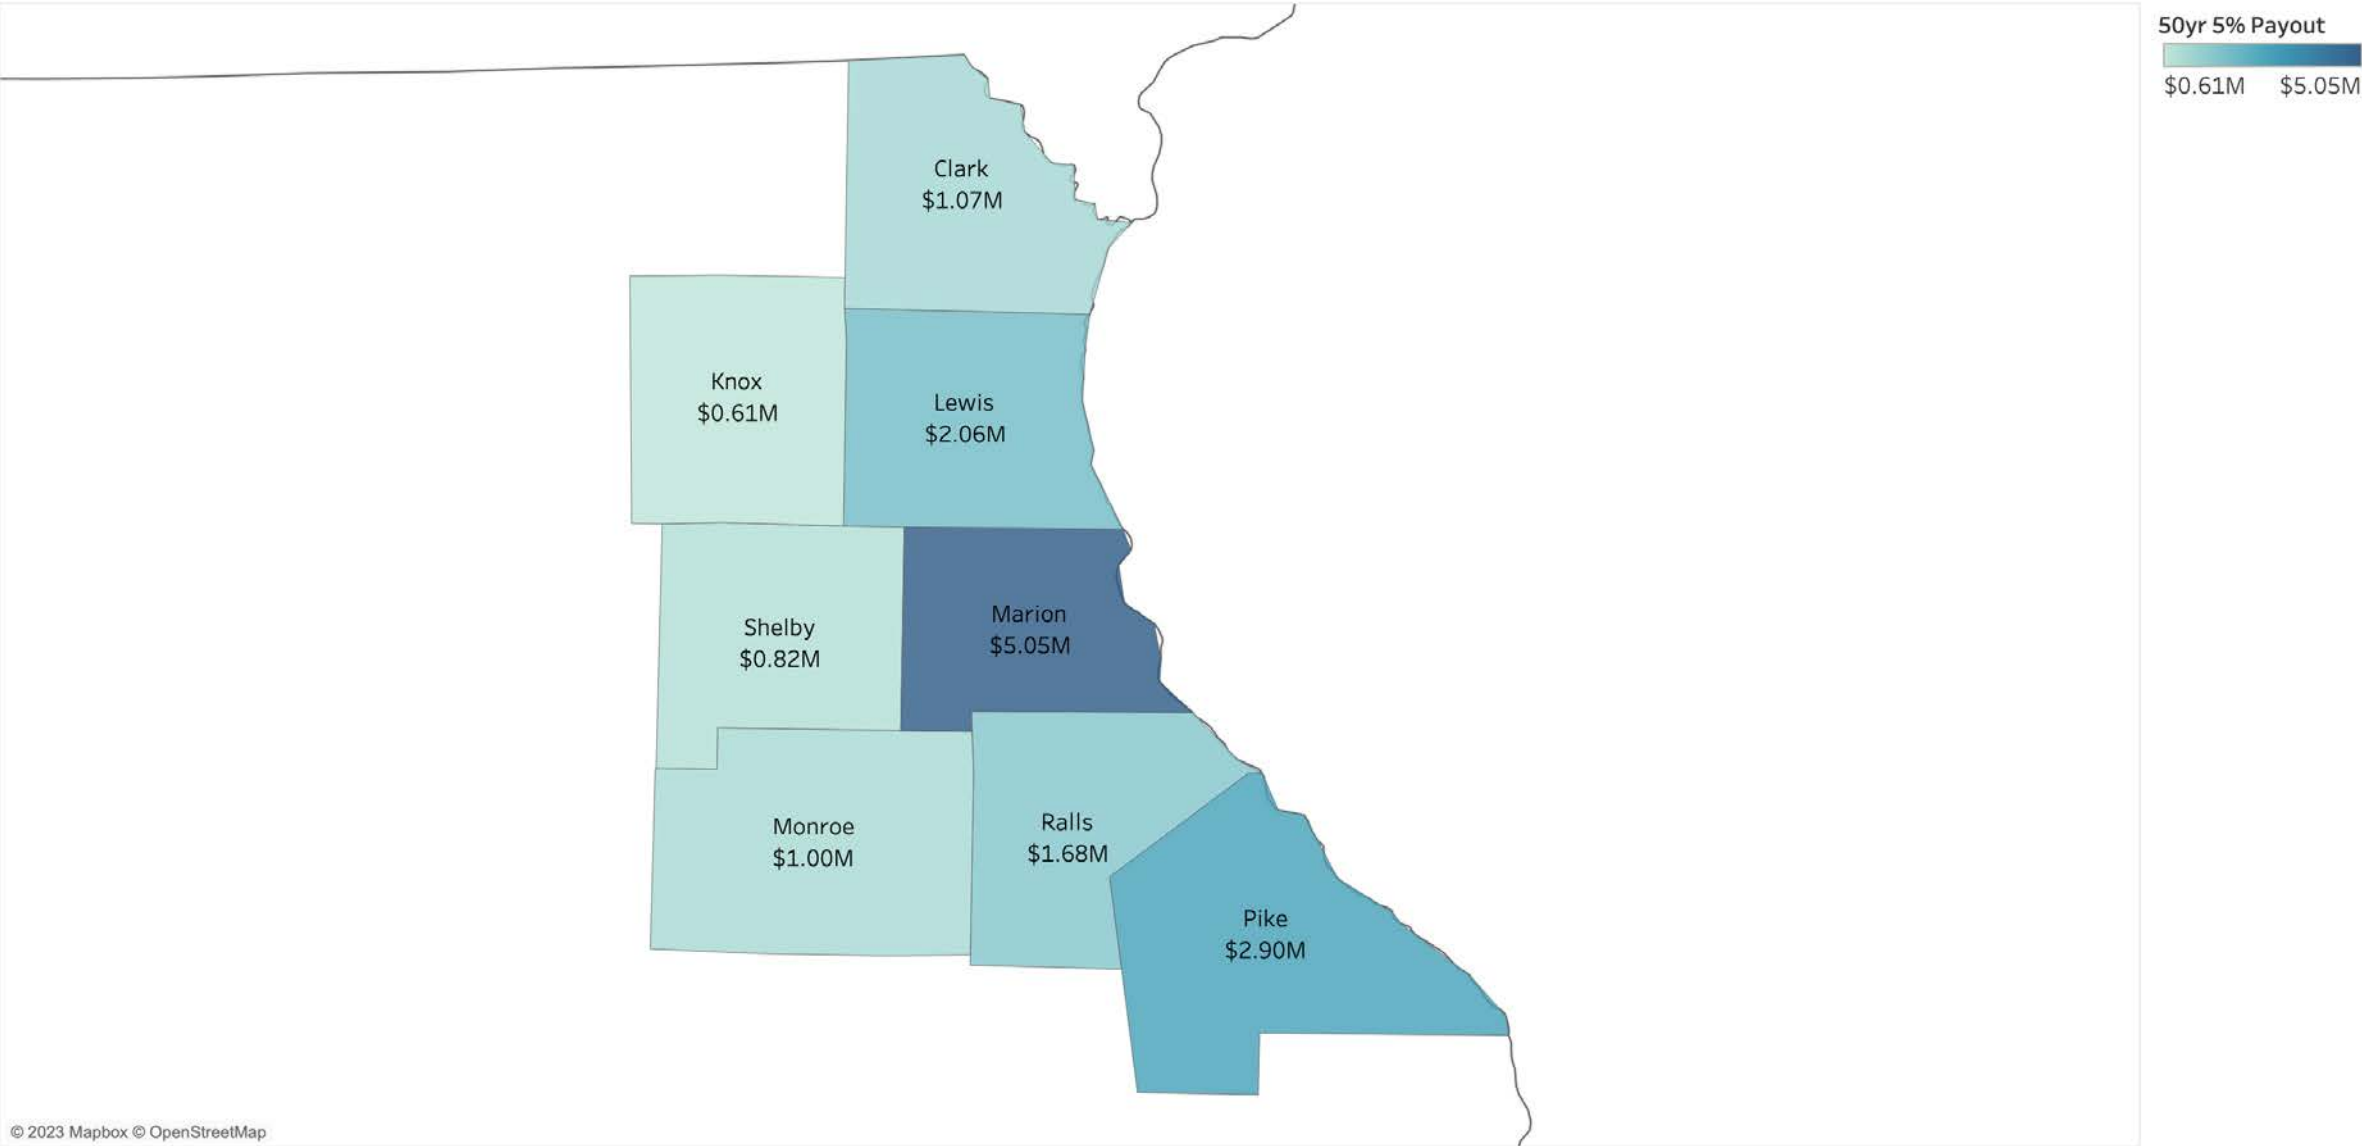 50yr 5% Payout
$0.61M $5.05M
Clark
$1.07M
Knox
$0.61M
Lewis
$2.06M
Shelby
$0.82M
Marion
$5.05M
Monroe
$1.00M
Ralls
$1.68M
Pike
$2.90M
© 2023 Mapbox © OpenStreetMap